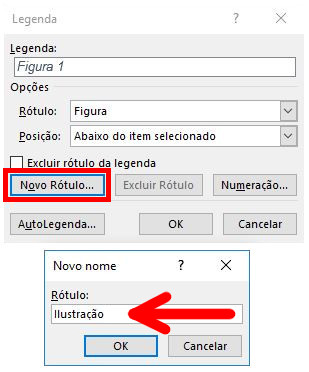 Legenda ? ×
Legenda:
Figura 1
Opções
Rótulo: Figura
Posição: Abaixo do item selecionado
Excluir rótulo da legenda
Novo Rótulo... Excluir Rótulo Numeração...
AutoLegenda... OK Cancelar
Novo nome ? ×
Rótulo:
Ilustração
OK Cancelar